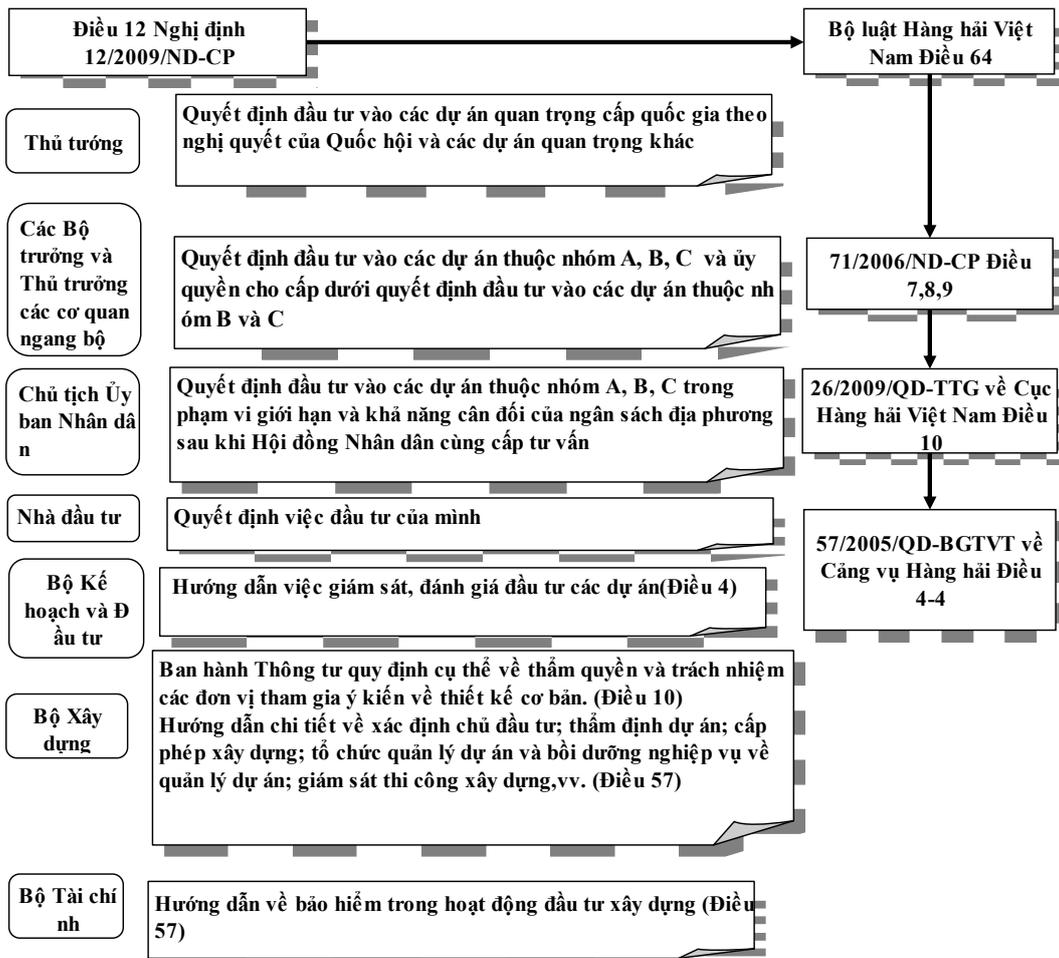 Điều 12 Nghị định
12/2009/ND-CP
Bộ luật Hàng hải Việt
Nam Điều 64
Thủ tướng
Quyết định đầu tư vào các dự án quan trọng cấp quốc gia theo
nghị quyết của Quốc hội và các dự án quan trọng khác
Các Bộ
trưởng và
Thủ trưởng
các cơ quan
ngang bộ
Quyết định đầu tư vào các dự án thuộc nhóm A, B, C và ủy
quyền cho cấp dưới quyết định đầu tư vào các dự án thuộc nh
óm B và C
71/2006/ND-CP Điều
7,8,9
Chủ tịch Ủy
ban Nhân dâ
n
Quyết định đầu tư vào các dự án thuộc nhóm A, B, C trong
phạm vi giới hạn và khả năng cân đối của ngân sách địa phương
sau khi Hội đồng Nhân dân cùng cấp tư vấn
26/2009/QD-TTG về Cục
Hàng hải Việt Nam Điều
10
Nhà đầu tư
Quyết định việc đầu tư của mình
57/2005/QD-BGTVT về
Cảng vụ Hàng hải Điều
4-4
Bộ Kế
hoạch và Đ
ầu tư
Hướng dẫn việc giám sát, đánh giá đầu tư các dự án(Điều 4)
Bộ Xây
dựng
Ban hành Thông tư quy định cụ thể về thẩm quyền và trách nhiệm
các đơn vị tham gia ý kiến về thiết kế cơ bản. (Điều 10)
Hướng dẫn chi tiết về xác định chủ đầu tư; thẩm định dự án; cấp
phép xây dựng; tổ chức quản lý dự án và bồi dưỡng nghiệp vụ về
quản lý dự án; giám sát thi công xây dựng,vv. (Điều 57)
Bộ Tài chí
nh
Hướng dẫn về bảo hiểm trong hoạt động đầu tư xây dựng (Điều
57)